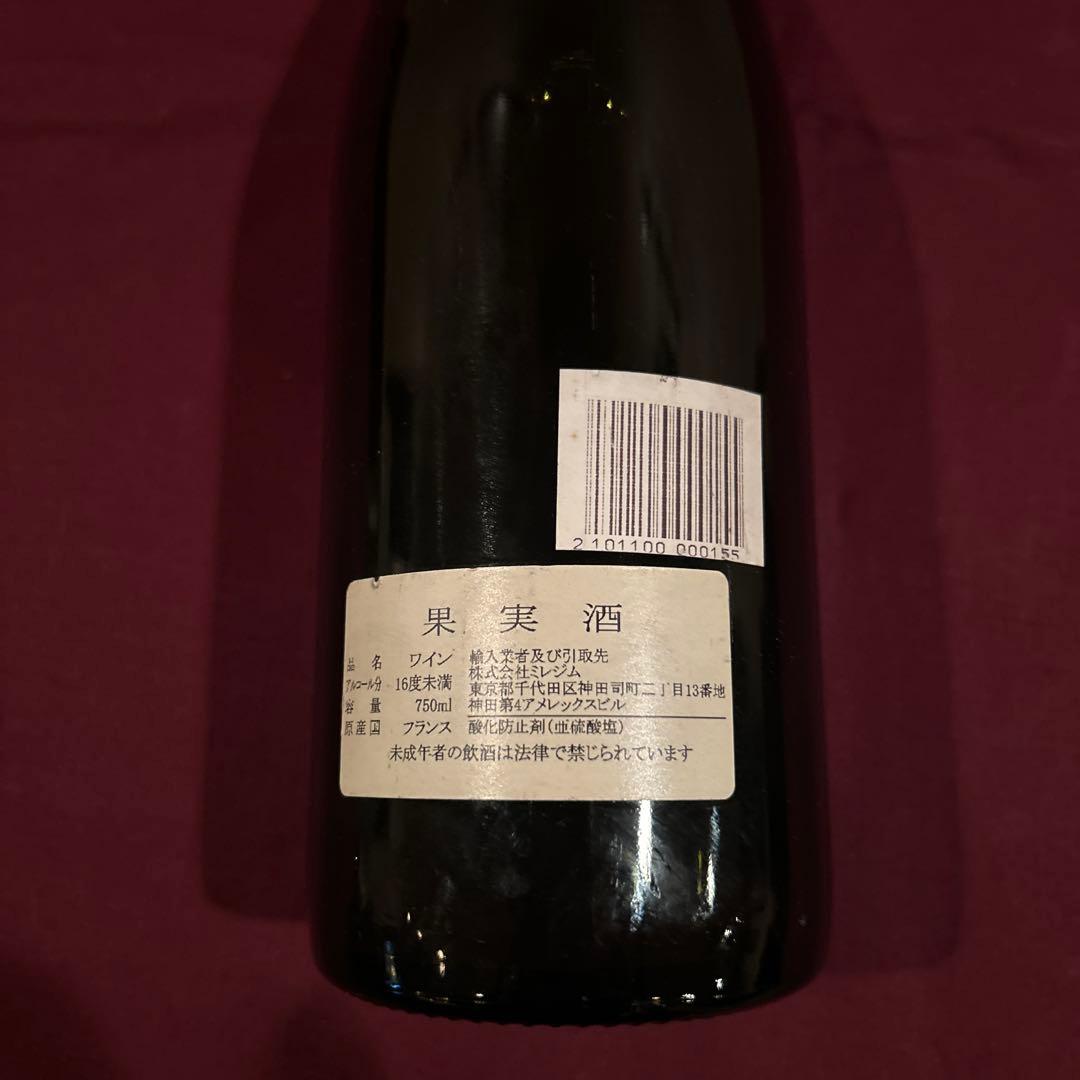 2 101100 000155
果実酒
品名 ワイン
アルコール分 16度未満
容量 750ml
原産国 フランス
輸入業者及び引取先
株式会社ミレジム
東京都千代田区神田司町二丁目13番地
神田第4アメレックスビル
酸化防止剤(亜硫酸塩)
未成年者の飲酒は法律で禁じられています